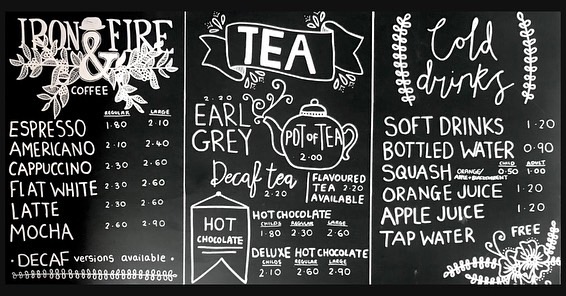 IRON & FIRE
COFFEE
REGULAR LARGE
ESPRESSO 1·80 2·10
AMERICANO 2·10 2·40
CAPPUCCINO 2·30 2·60
FLAT WHITE 2·30 2·60
LATTE 2·30 2·60
MOCHA 2·60 2·90
· DECAF versions available ·
TEA
2·20
EARL
GREY
POT OF TEA
2·00
Decaf tea
2·20
FLAVOURED
TEA 2·20
AVAILABLE
HOT
CHOCOLATE
HOT CHOCOLATE
CHILDS REGULAR LARGE
1·80 2·30 2·60
DELUXE HOT CHOCOLATE
CHILDS REGULAR LARGE
2·10 2·60 2·90
Cold
drinks
SOFT DRINKS 1·20
BOTTLED WATER 0·90
CHILD ADULT
SQUASH ORANGE/ 0·50 1·00
APPLE + BLACKCURRANT
ORANGE JUICE 1·20
APPLE JUICE 1·20
TAP WATER FREE